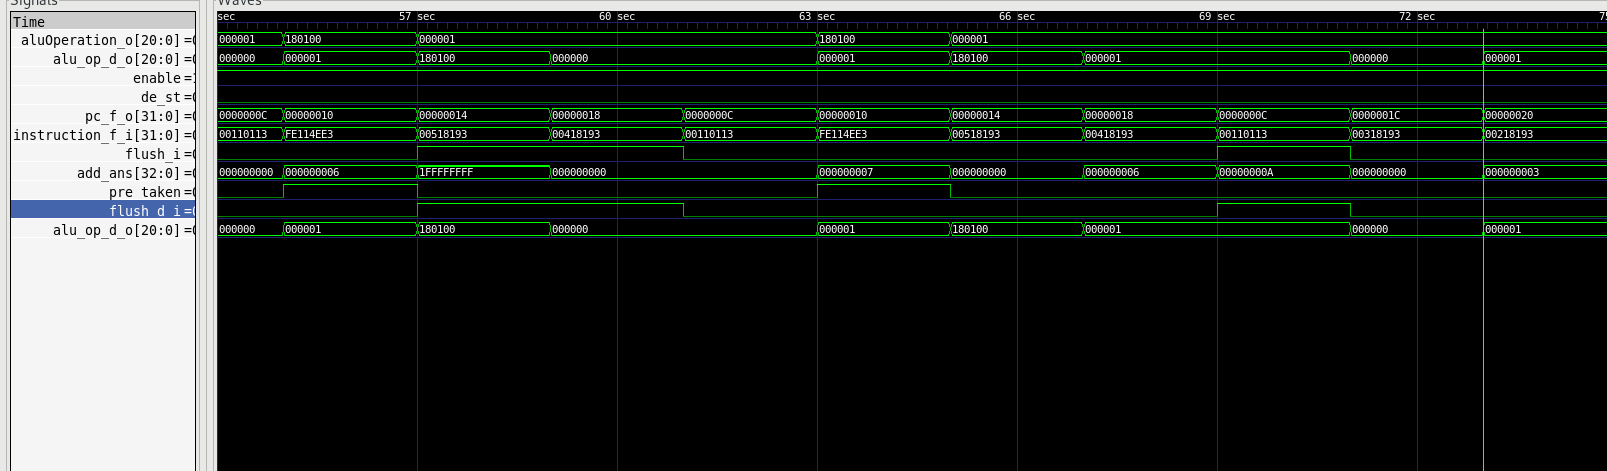 Signals Waves
Time sec 57 sec 60 sec 63 sec 66 sec 69 sec 72 sec 75
aluOperation_o[20:0]=0 000001 180100 000001 180100 000001
alu_op_d_o[20:0]=0 000000 000001 180100 000000 000001 180100 000001 000000 000001
enable=1
de_st=0
pc_f_o[31:0]=0 0000000C 00000010 00000014 00000018 0000000C 00000010 00000014 00000018 0000000C 0000001C 00000020
instruction_f_i[31:0]=0 00110113 FE114EE3 00518193 00418193 00110113 FE114EE3 00518193 00418193 00110113 00318193 00218193
flush_i=0
add_ans[32:0]=0 000000000 000000006 1FFFFFFFF 000000000 000000007 000000000 000000006 00000000A 000000000 000000003
pre_taken=0
flush_d_i=0
alu_op_d_o[20:0]=0 000000 000001 180100 000000 000001 180100 000001 000000 000001